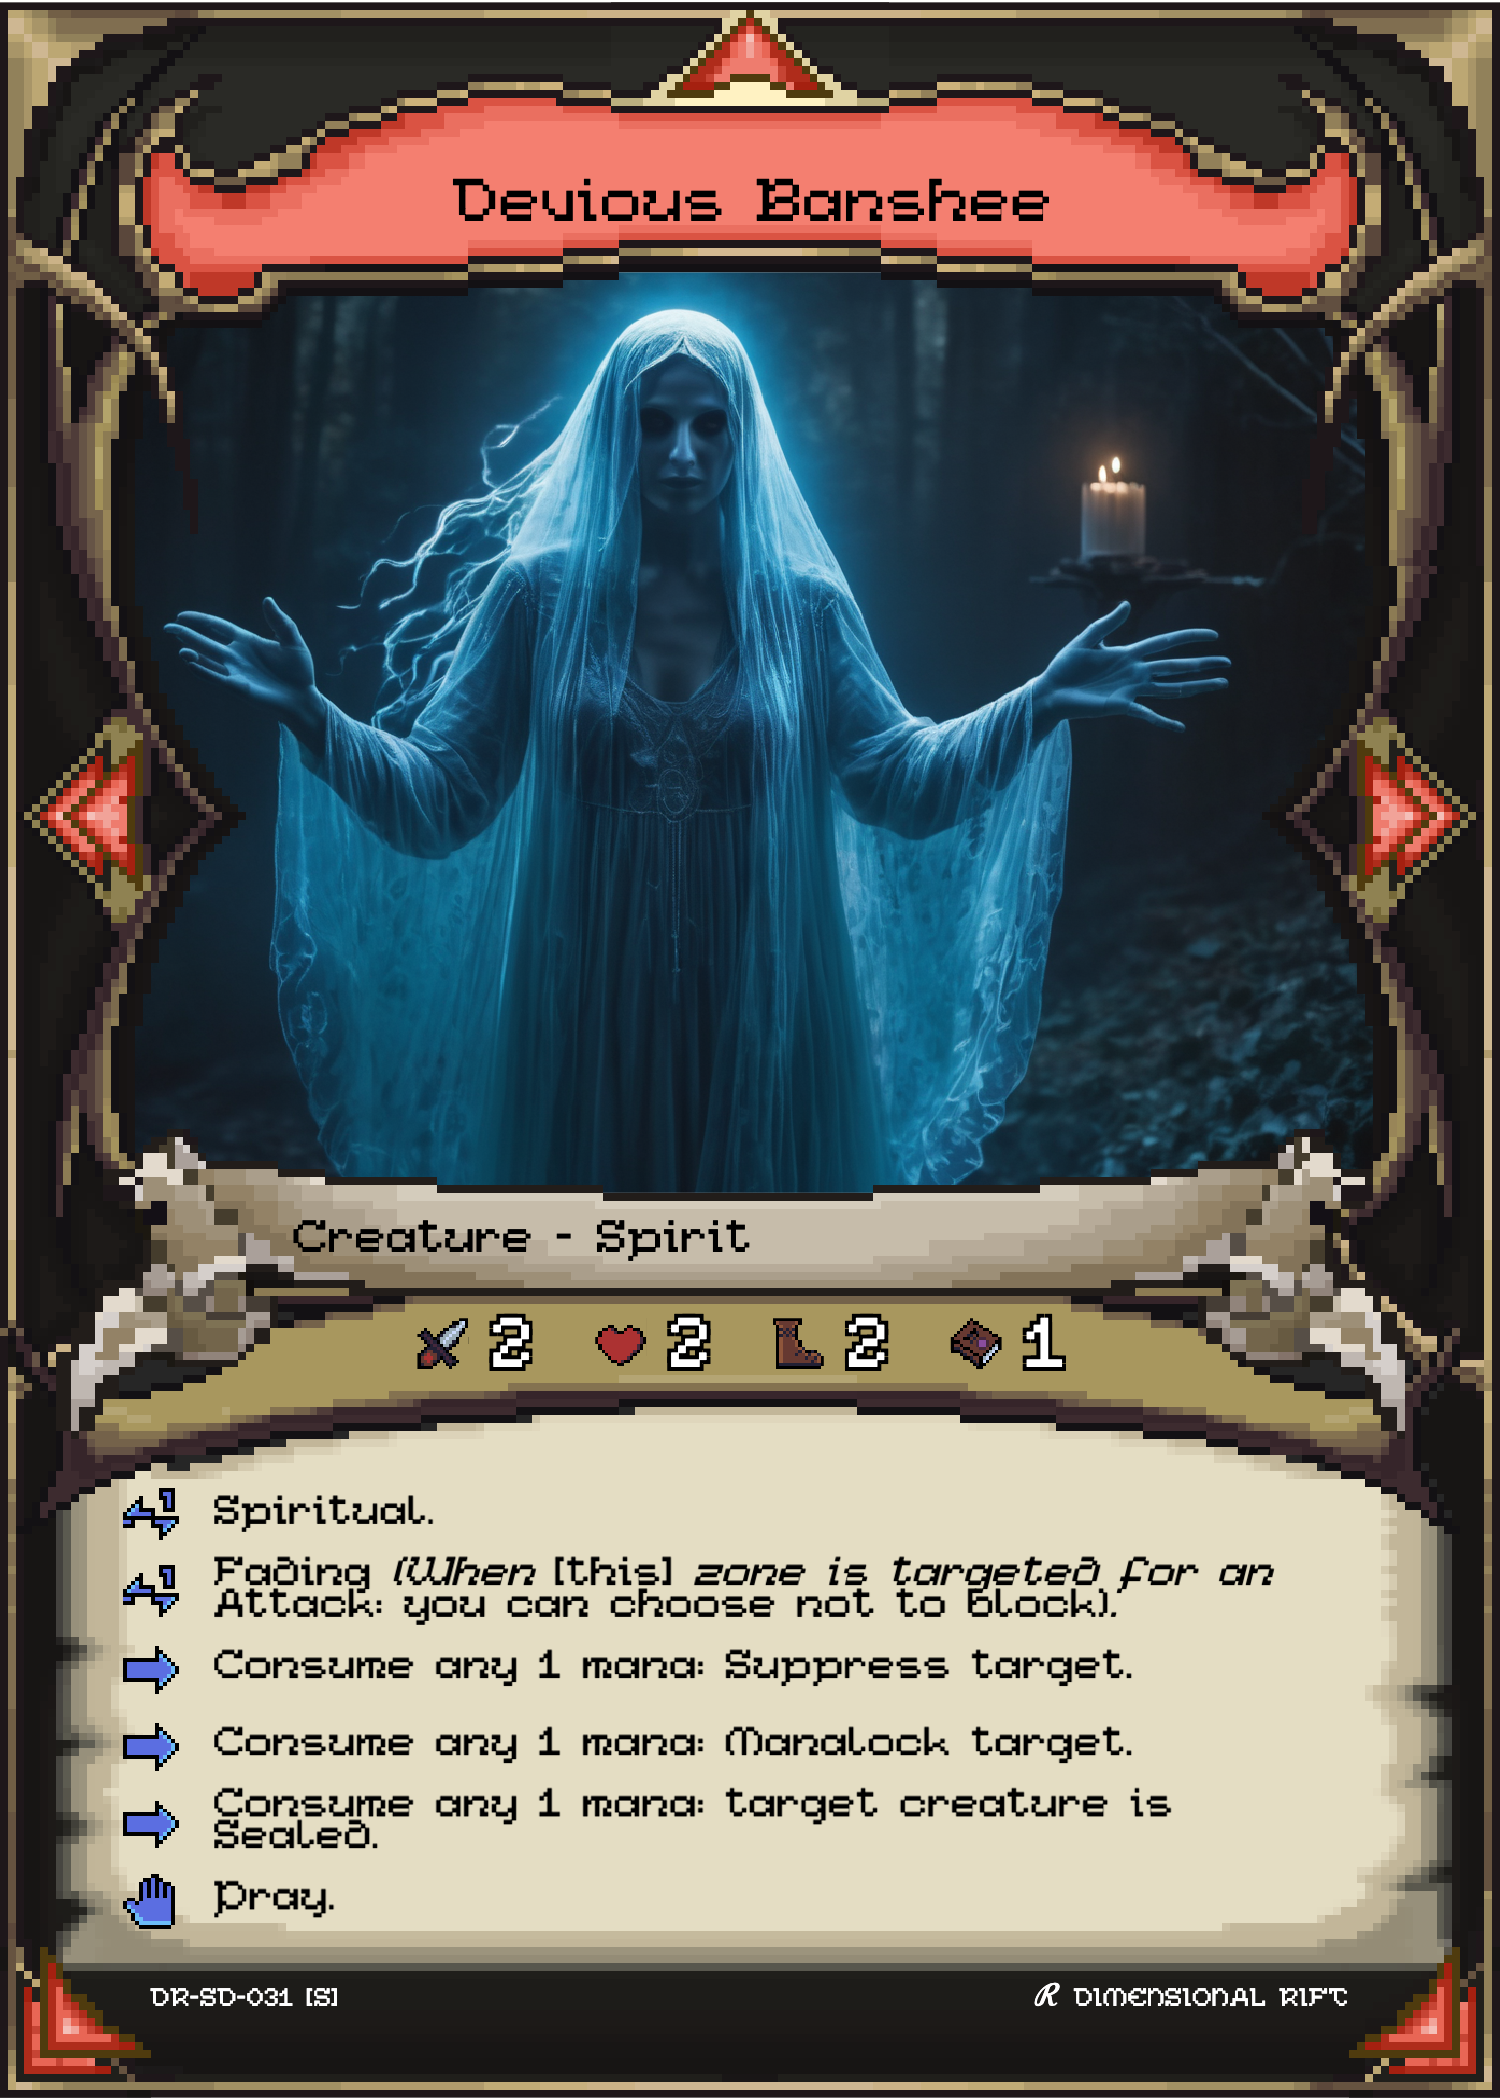 Devious Banshee
Creature - Spirit
2 2 2 1
Spiritual.
Fading (When [this] zone is targeted for an
Attack: you can choose not to block).
Consume any 1 mana: Suppress target.
Consume any 1 mana: Manalock target.
Consume any 1 mana: target creature is
Sealed.
Pray.
DR-SD-031 [S]
R DIMENSIONAL RIFT